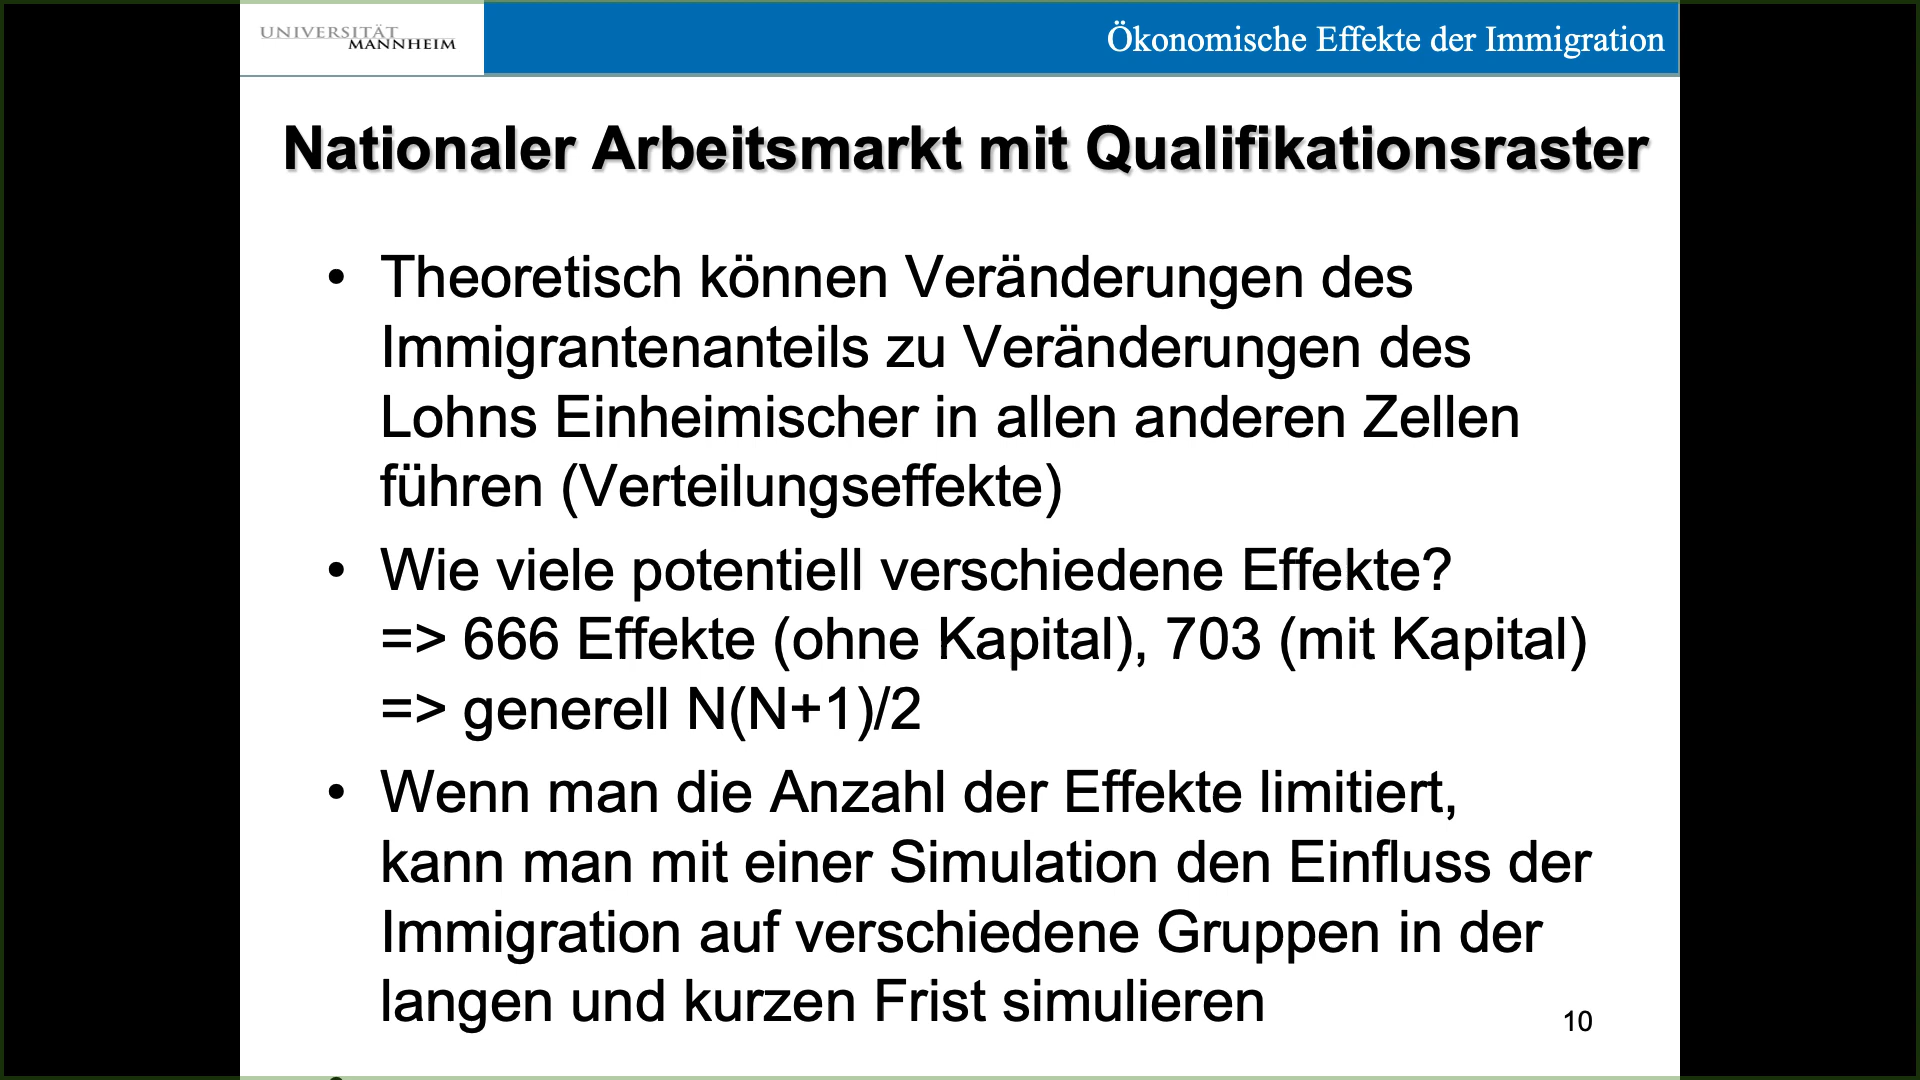 UNIVERSITÄT
MANNHEIM
Ökonomische Effekte der Immigration
Nationaler Arbeitsmarkt mit Qualifikationsraster
• Theoretisch können Veränderungen des
Immigrantenanteils zu Veränderungen des
Lohns Einheimischer in allen anderen Zellen
führen (Verteilungseffekte)
• Wie viele potentiell verschiedene Effekte?
=> 666 Effekte (ohne Kapital), 703 (mit Kapital)
=> generell N(N+1)/2
• Wenn man die Anzahl der Effekte limitiert,
kann man mit einer Simulation den Einfluss der
Immigration auf verschiedene Gruppen in der
langen und kurzen Frist simulieren
10